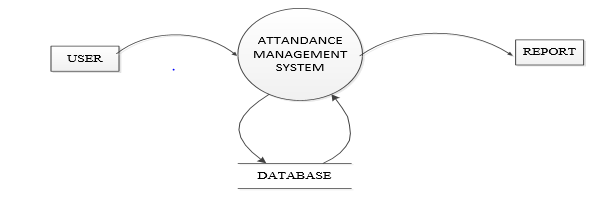 USER
ATTANDANCE
MANAGEMENT
SYSTEM
REPORT
DATABASE